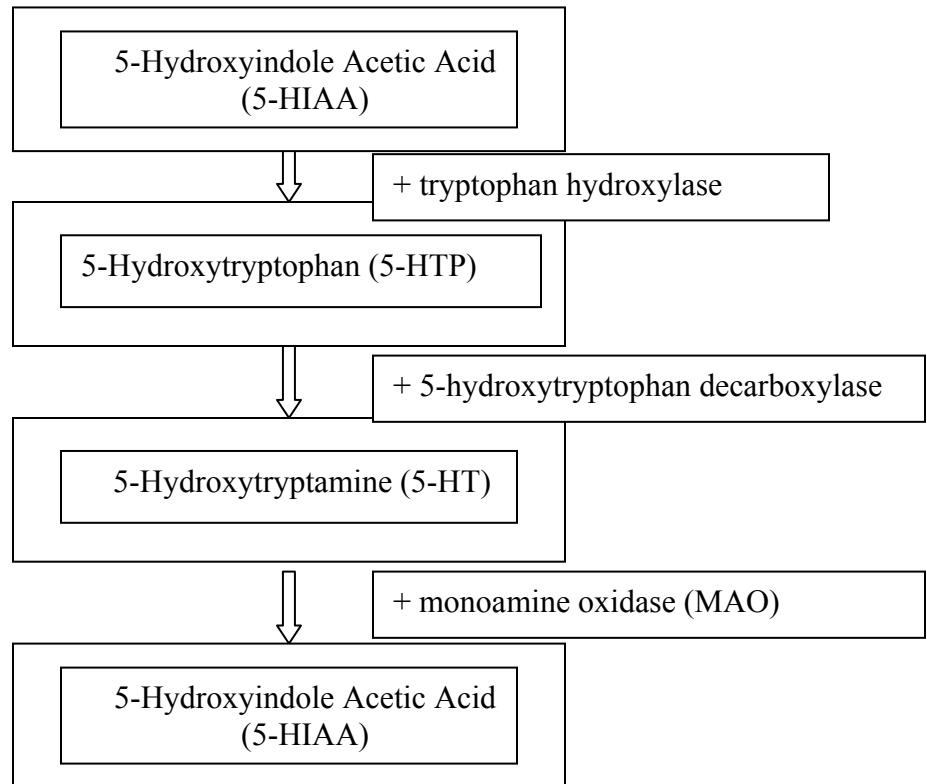 5-Hydroxyindole Acetic Acid
(5-HIAA)
+ tryptophan hydroxylase
5-Hydroxytryptophan (5-HTP)
+ 5-hydroxytryptophan decarboxylase
5-Hydroxytryptamine (5-HT)
+ monoamine oxidase (MAO)
5-Hydroxyindole Acetic Acid
(5-HIAA)